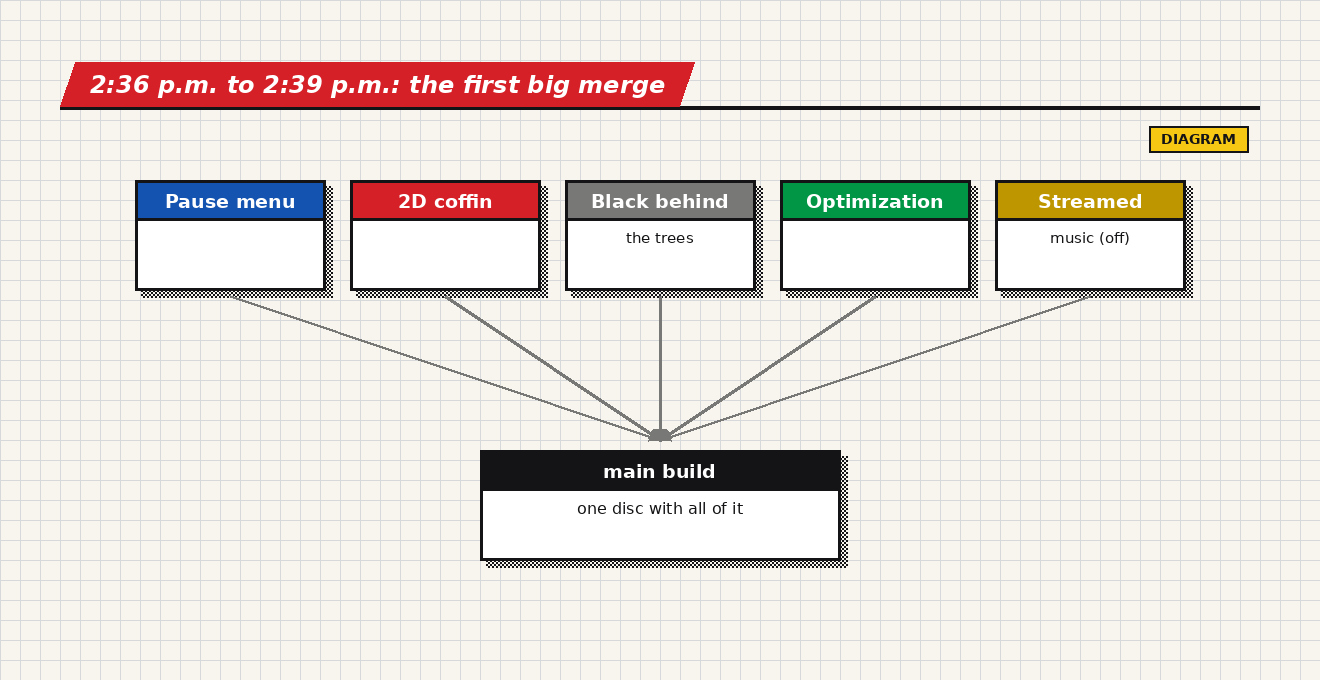 2:36 p.m. to 2:39 p.m.: the first big merge
DIAGRAM
Pause menu
2D coffin
Black behind
the trees
Optimization
Streamed
music (off)
main build
one disc with all of it